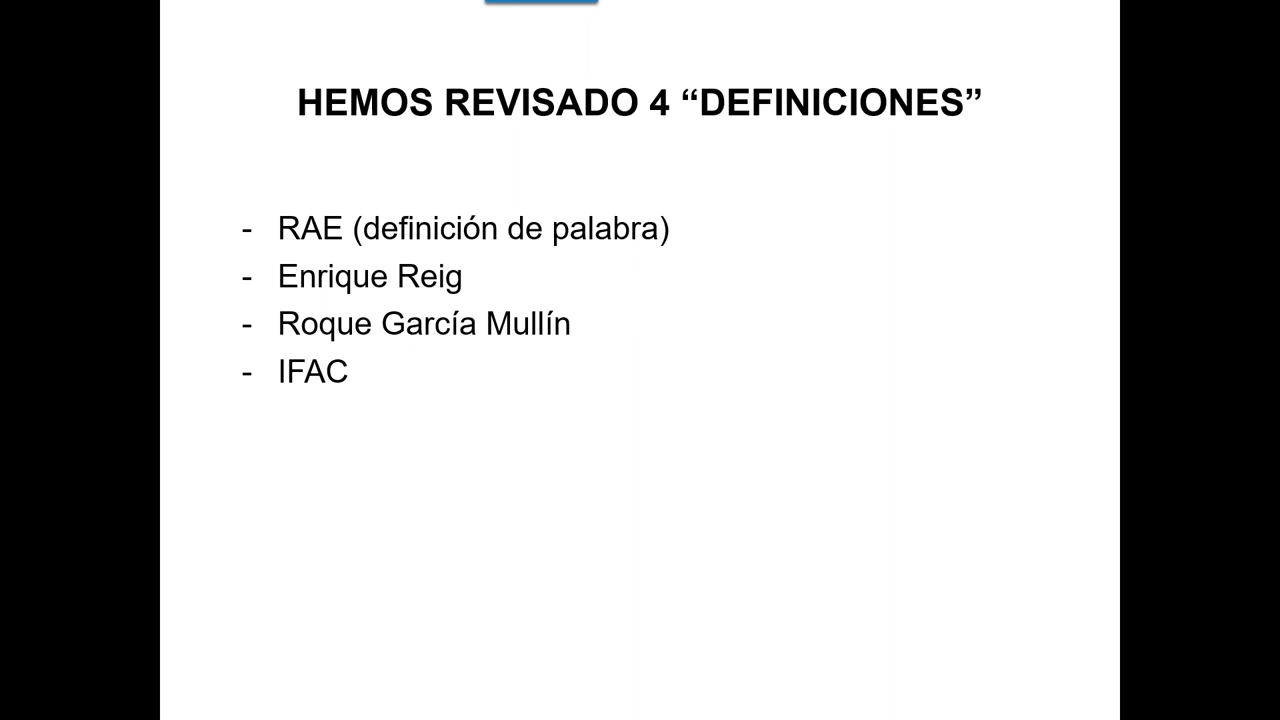 HEMOS REVISADO 4 “DEFINICIONES”
- RAE (definición de palabra)
- Enrique Reig
- Roque García Mullín
- IFAC